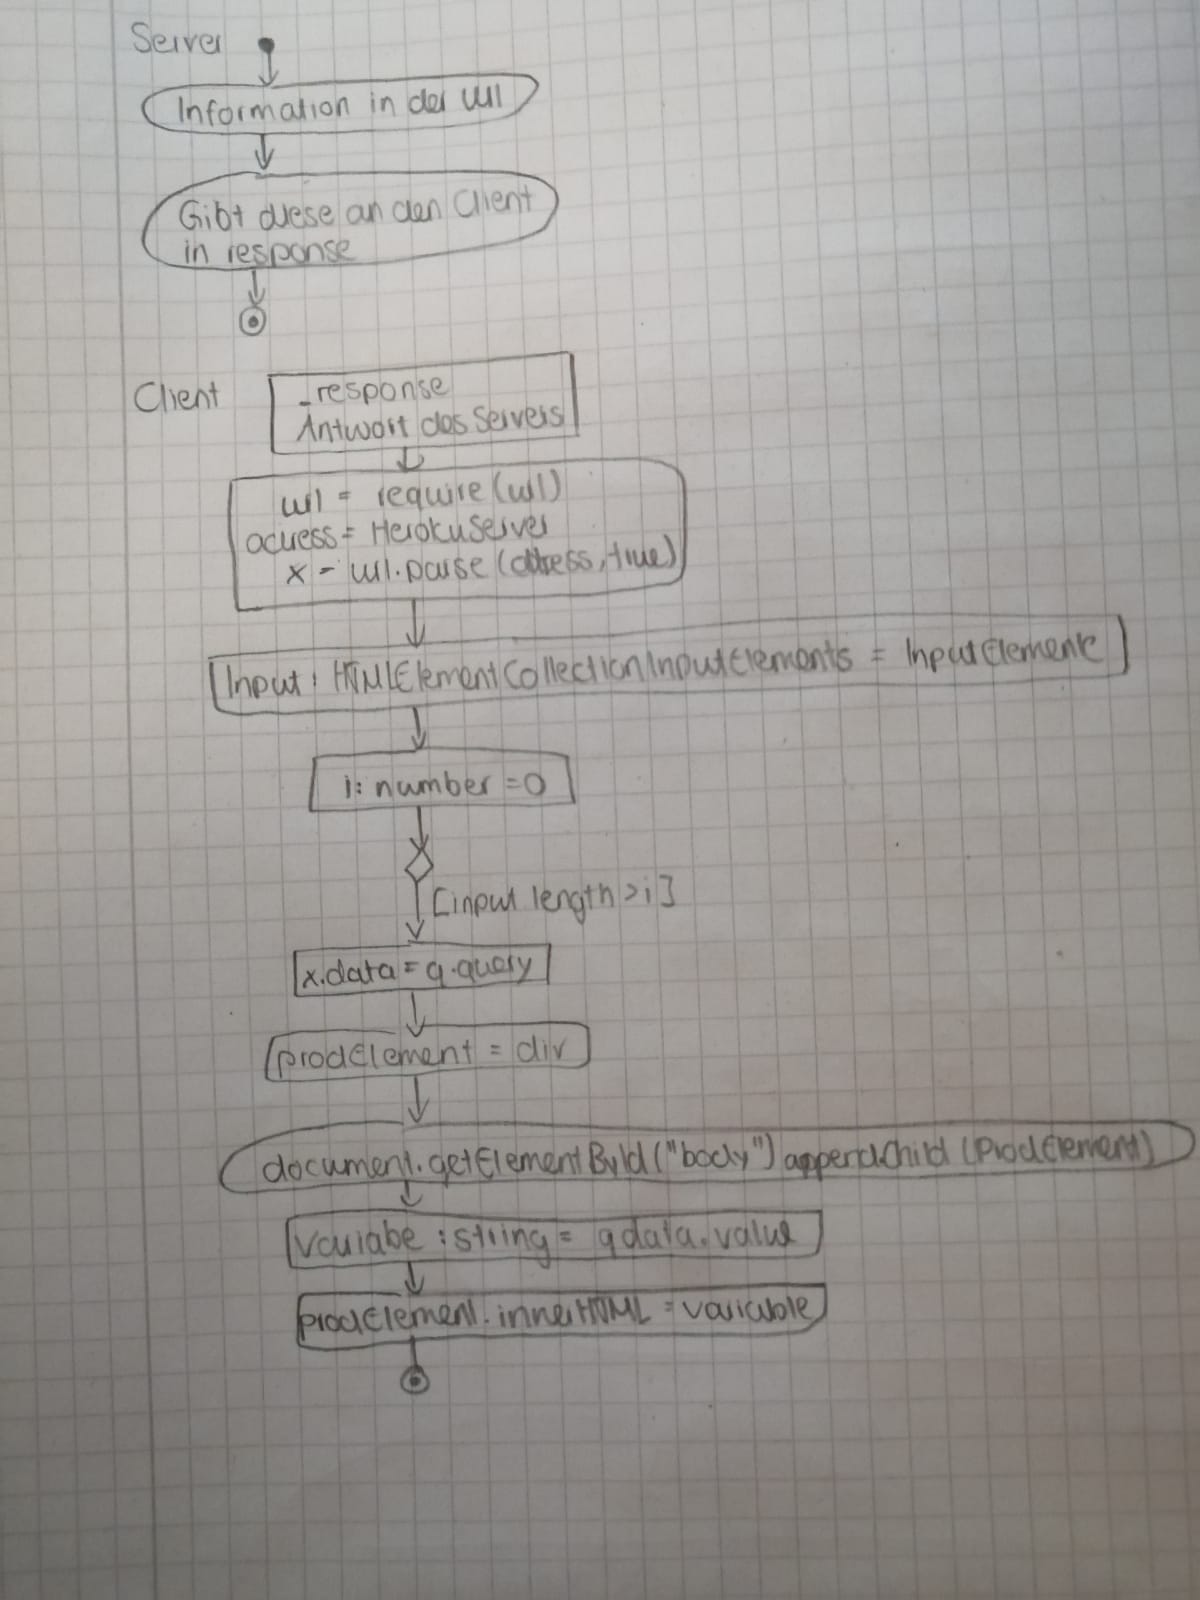 Server
Information in der Url
Gibt diese an den Client
in response
Client
_response
Antwort des Servers
url = require(url)
adress = HerokuServer
x = url.parse(adress, true)
Input: HTMLElementCollectionInputElements = InputElemente
i: number = 0
[input length > i]
x.data = q.query
prodElement = div
document.getElementById("body") appendChild (ProdElement)
Variabe : string = qdata.value
prodElement.innerHTML = variable